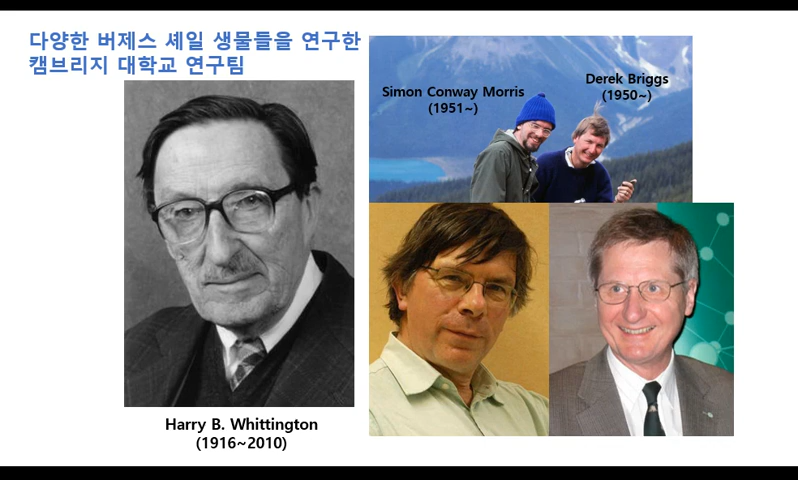 다양한 버제스 셰일 생물들을 연구한
캠브리지 대학교 연구팀
Simon Conway Morris
(1951~)
Derek Briggs
(1950~)
Harry B. Whittington
(1916~2010)